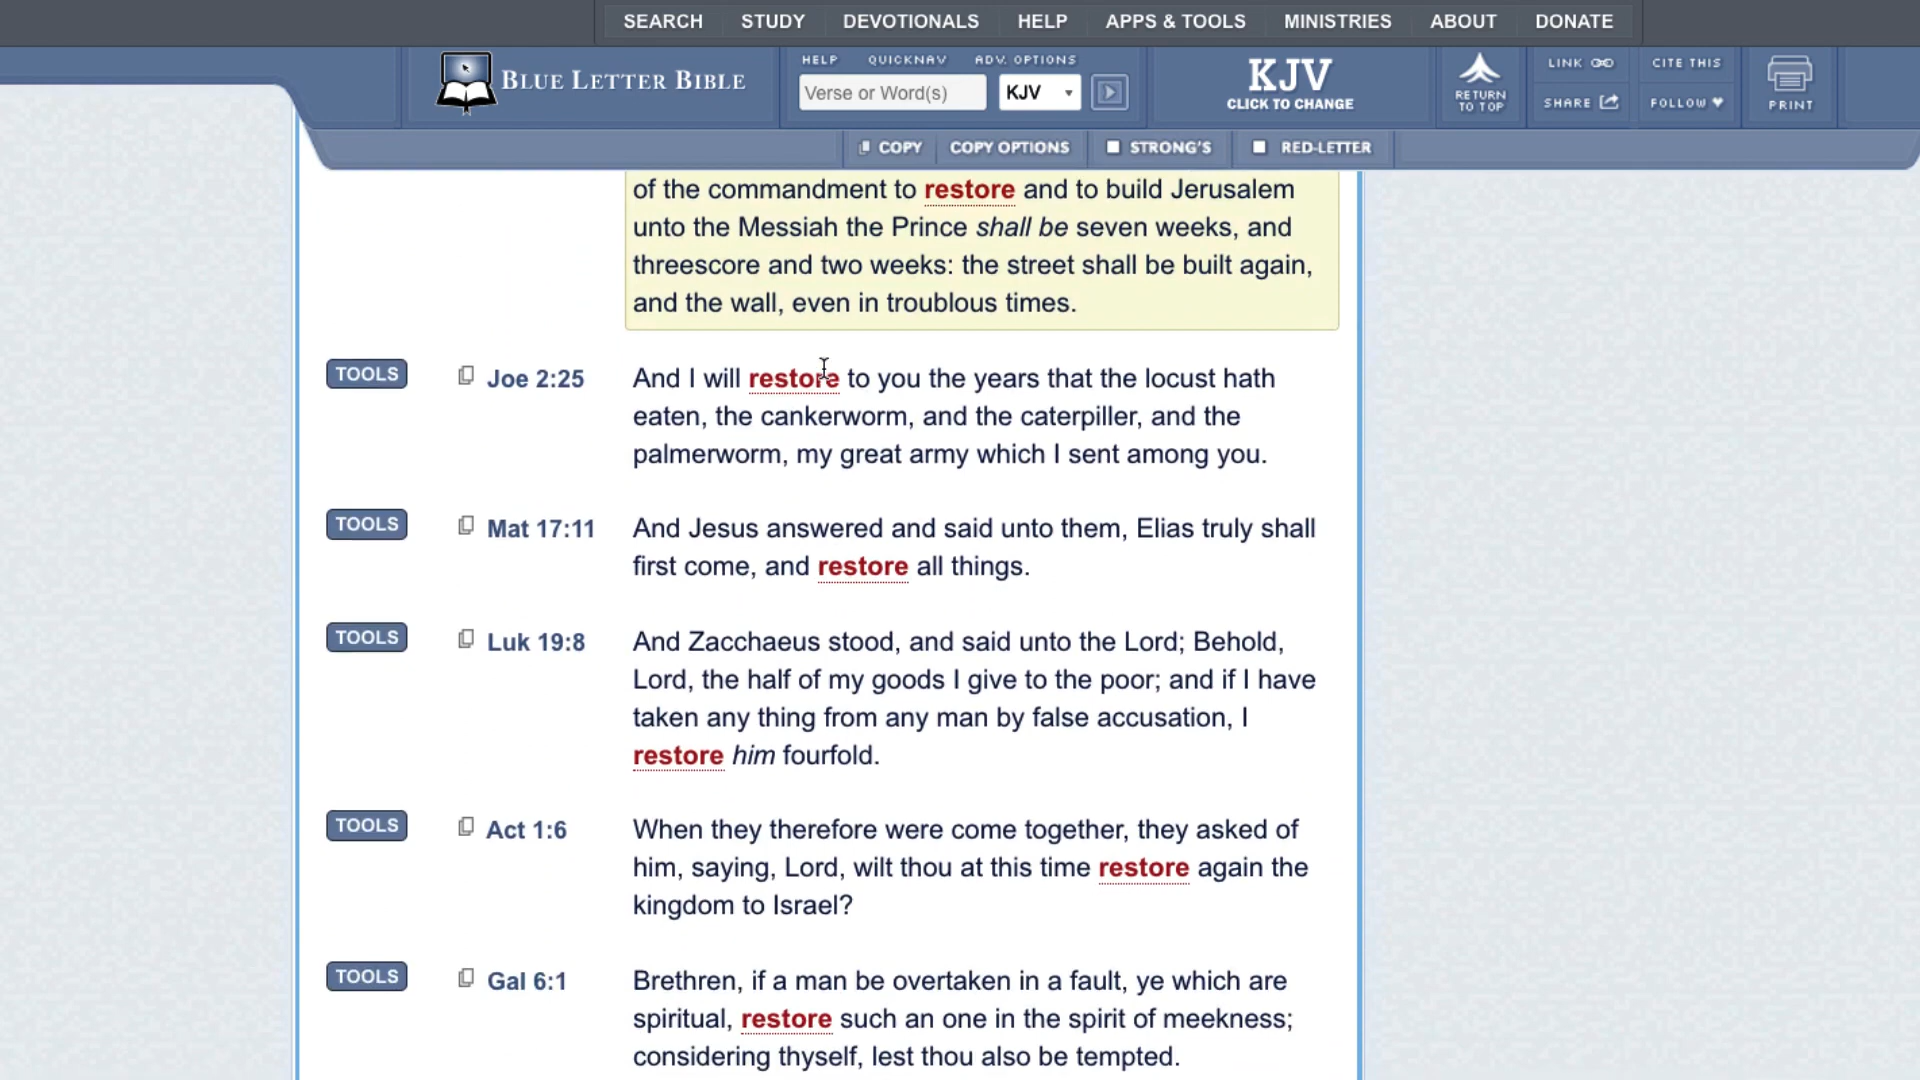 SEARCH STUDY DEVOTIONALS HELP APPS & TOOLS MINISTRIES ABOUT DONATE
BLUE LETTER BIBLE
HELP QUICKNAV ADV. OPTIONS
Verse or Word(s) KJV
KJV
CLICK TO CHANGE
RETURN
TO TOP
LINK
SHARE
CITE THIS
FOLLOW
PRINT
COPY COPY OPTIONS STRONG'S RED-LETTER
of the commandment to restore and to build Jerusalem
unto the Messiah the Prince shall be seven weeks, and
threescore and two weeks: the street shall be built again,
and the wall, even in troublous times.
TOOLS Joe 2:25 And I will restore to you the years that the locust hath
eaten, the cankerworm, and the caterpiller, and the
palmerworm, my great army which I sent among you.
TOOLS Mat 17:11 And Jesus answered and said unto them, Elias truly shall
first come, and restore all things.
TOOLS Luk 19:8 And Zacchaeus stood, and said unto the Lord; Behold,
Lord, the half of my goods I give to the poor; and if I have
taken any thing from any man by false accusation, I
restore him fourfold.
TOOLS Act 1:6 When they therefore were come together, they asked of
him, saying, Lord, wilt thou at this time restore again the
kingdom to Israel?
TOOLS Gal 6:1 Brethren, if a man be overtaken in a fault, ye which are
spiritual, restore such an one in the spirit of meekness;
considering thyself, lest thou also be tempted.